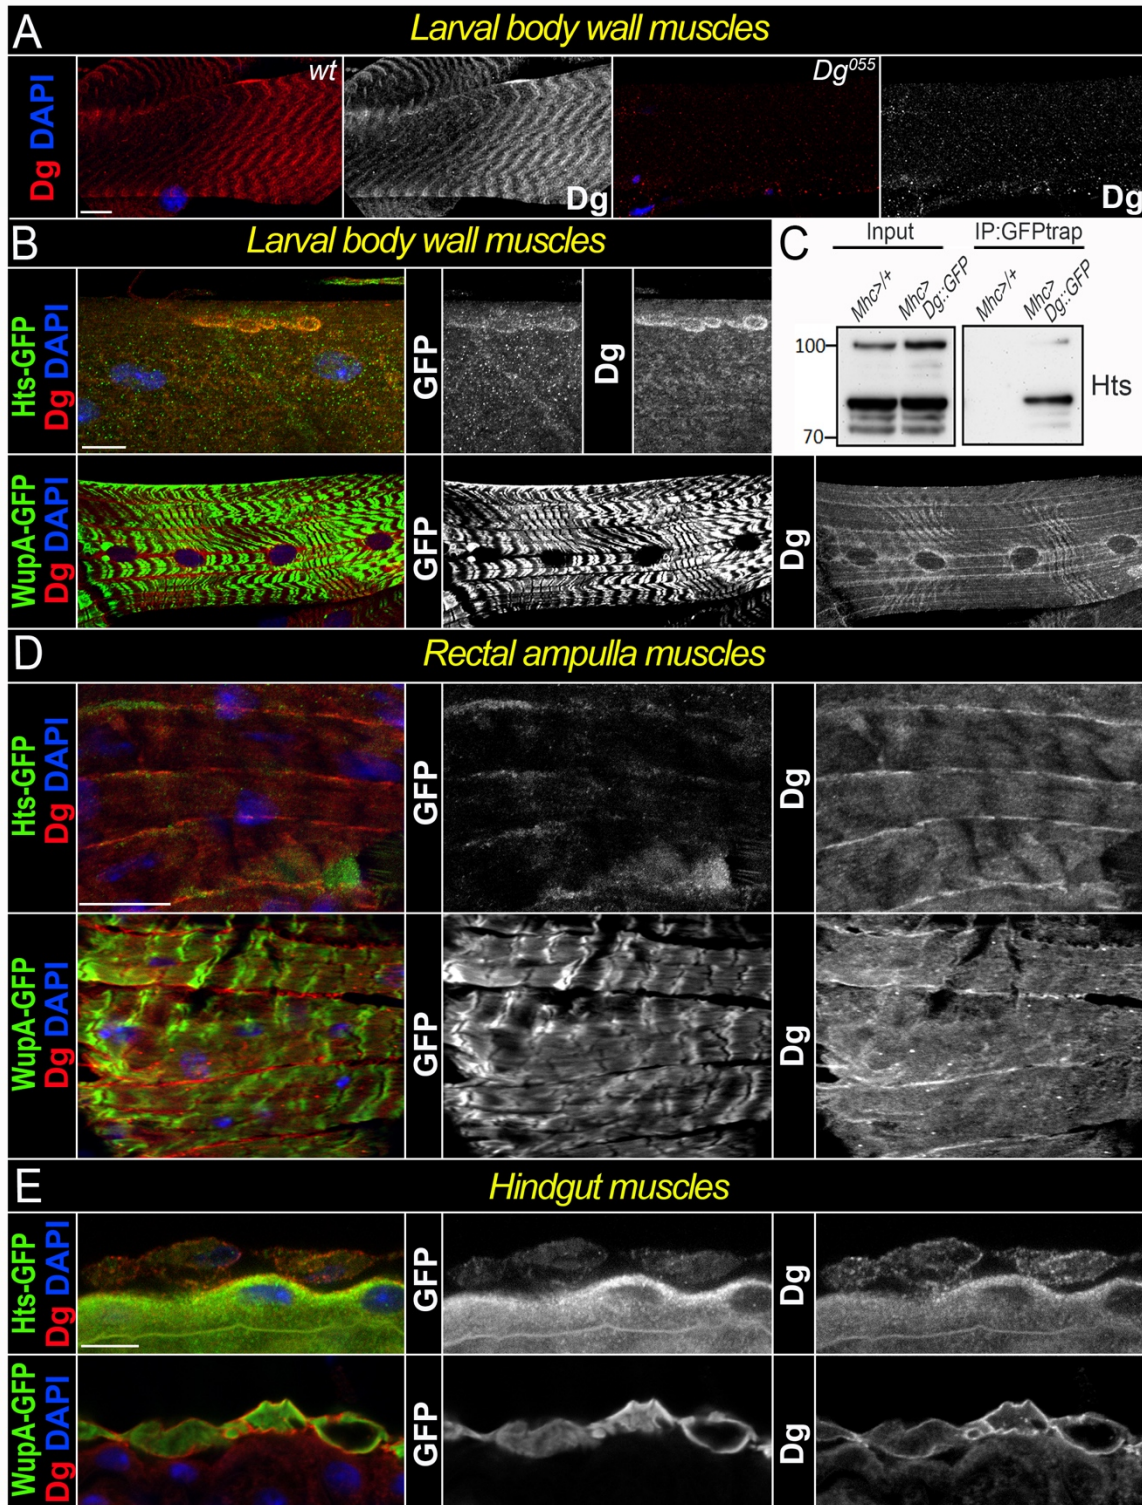 A
Larval body wall muscles
Dg DAPI
wt
Dg
Dg055
Dg
B
Larval body wall muscles
Hts-GFP
Dg DAPI
GFP
Dg
WupA-GFP
Dg DAPI
GFP
Dg
C
Input
IP:GFPtrap
Mhc>/+
Mhc>
Dg::GFP
Mhc>/+
Mhc>
Dg::GFP
100
70
Hts
D
Rectal ampulla muscles
Hts-GFP
Dg DAPI
GFP
Dg
WupA-GFP
Dg DAPI
GFP
Dg
E
Hindgut muscles
Hts-GFP
Dg DAPI
GFP
Dg
WupA-GFP
Dg DAPI
GFP
Dg